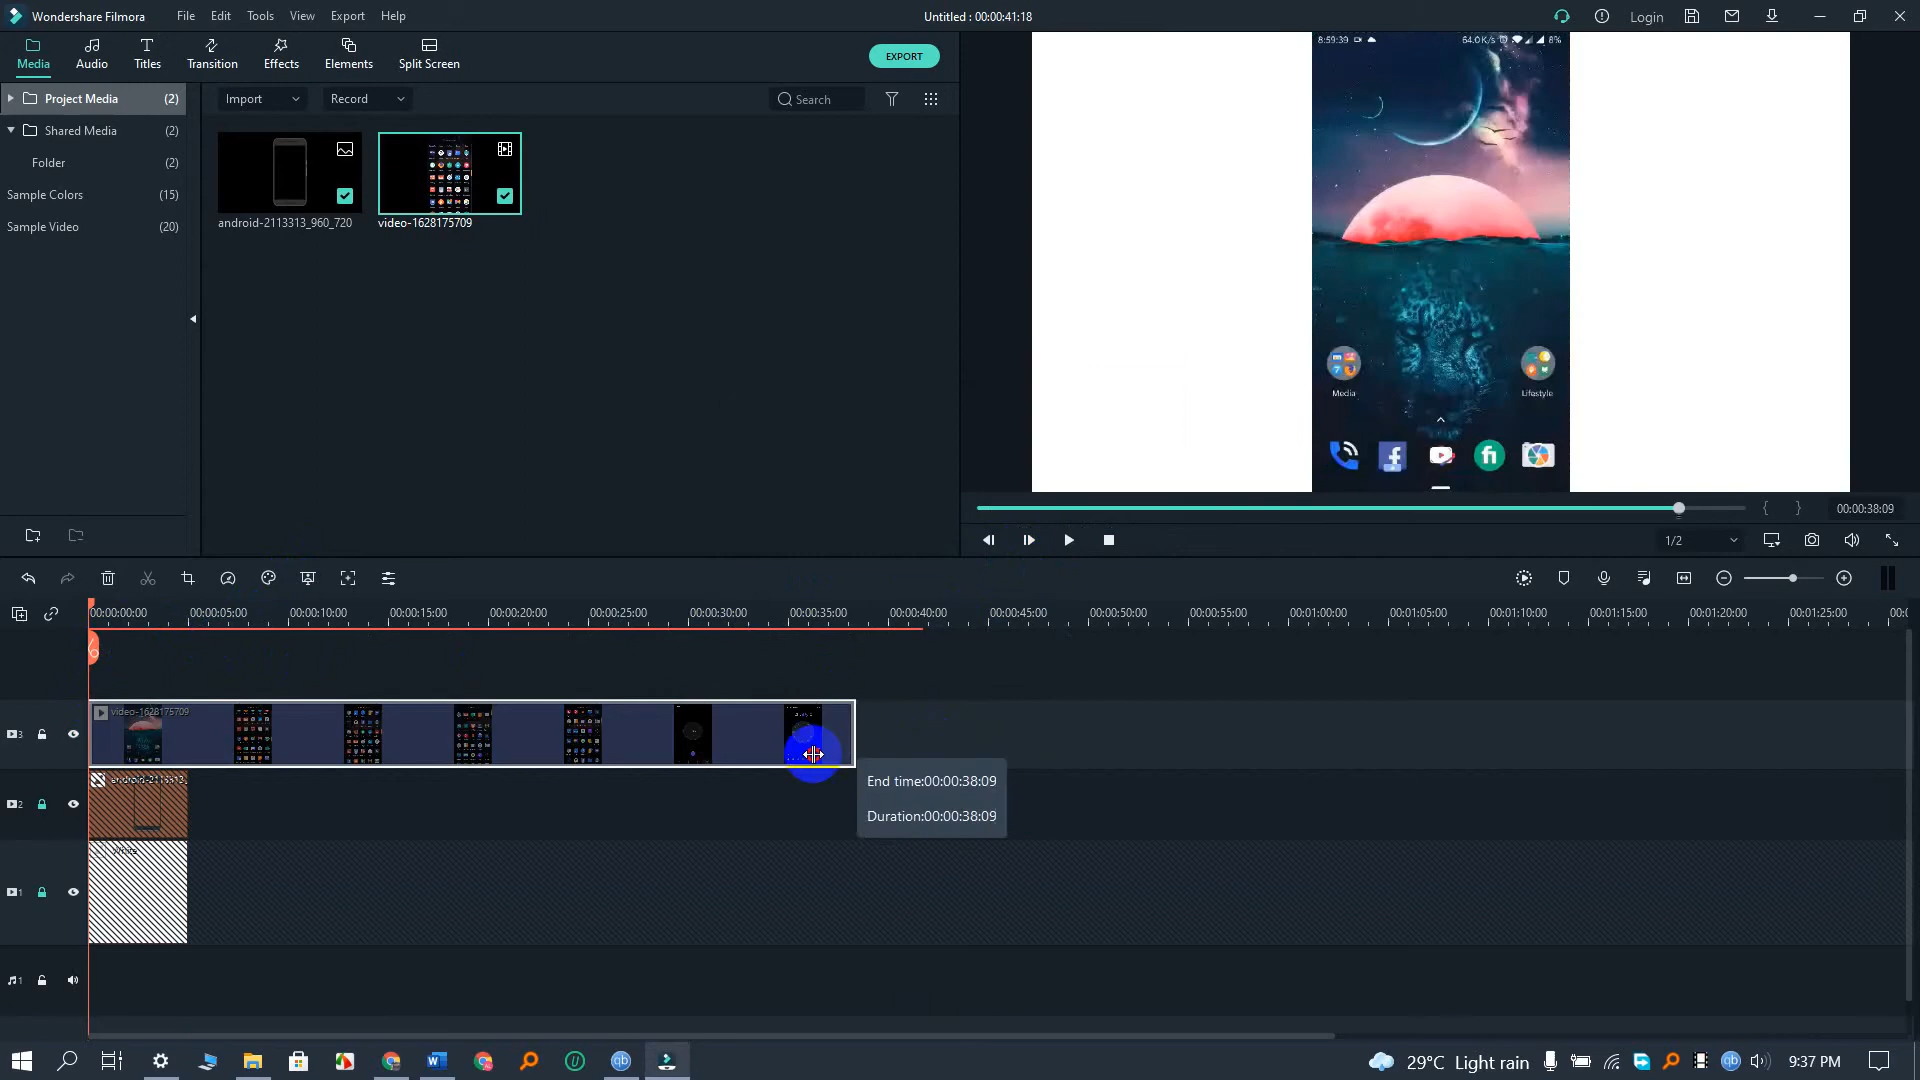 Wondershare Filmora
File Edit Tools View Export Help
Untitled : 00:00:41:18
Login
Media
Audio
Titles
Transition
Effects
Elements
Split Screen
EXPORT
Project Media (2)
Shared Media (2)
Folder (2)
Sample Colors (15)
Sample Video (20)
Import
Record
Search
android-2113313_960_720
video-1628175709
8:59:39
64.0K/s
8%
Media
Lifestyle
00:00:38:09
1/2
00:00:00:00 00:00:05:00 00:00:10:00 00:00:15:00 00:00:20:00 00:00:25:00 00:00:30:00 00:00:35:00 00:00:40:00 00:00:45:00 00:00:50:00 00:00:55:00 00:01:00:00 00:01:05:00 00:01:10:00 00:01:15:00 00:01:20:00 00:01:25:00
3
video-1628175709
End time:00:00:38:09
Duration:00:00:38:09
2
android-2113313_
1
White
1
29°C Light rain
9:37 PM